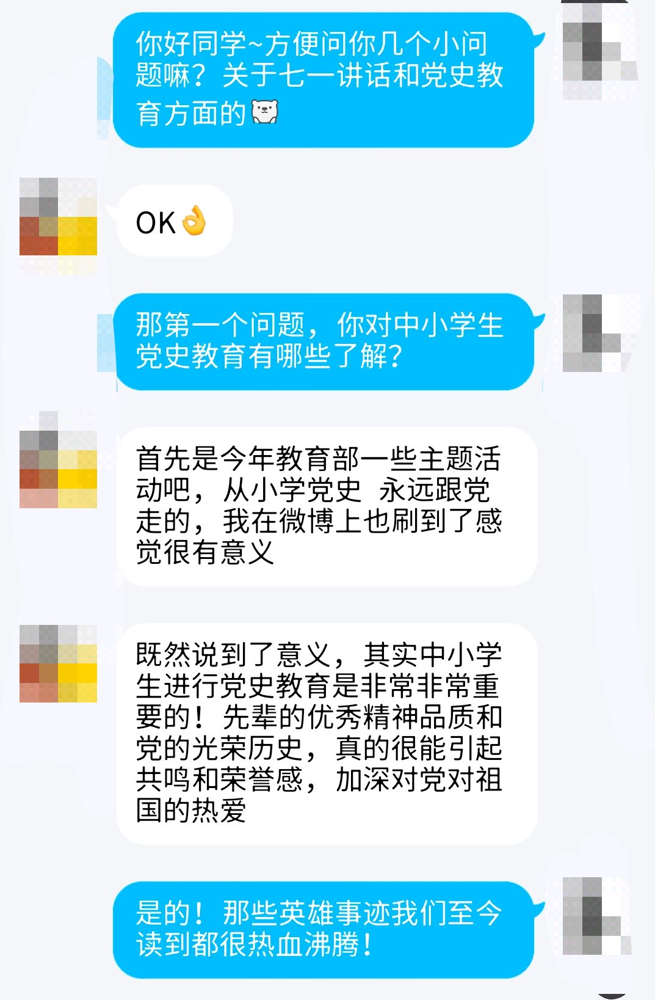 你好同学~方便问你几个小问
题嘛？关于七一讲话和党史教
育方面的
OK👌
那第一个问题，你对中小学生
党史教育有哪些了解？
首先是今年教育部一些主题活
动吧，从小学党史  永远跟党
走的，我在微博上也刷到了感
觉很有意义
既然说到了意义，其实中小学
生进行党史教育是非常非常重
要的！先辈的优秀精神品质和
党的光荣历史，真的很能引起
共鸣和荣誉感，加深对党对祖
国的热爱
是的！那些英雄事迹我们至今
读到都很热血沸腾！